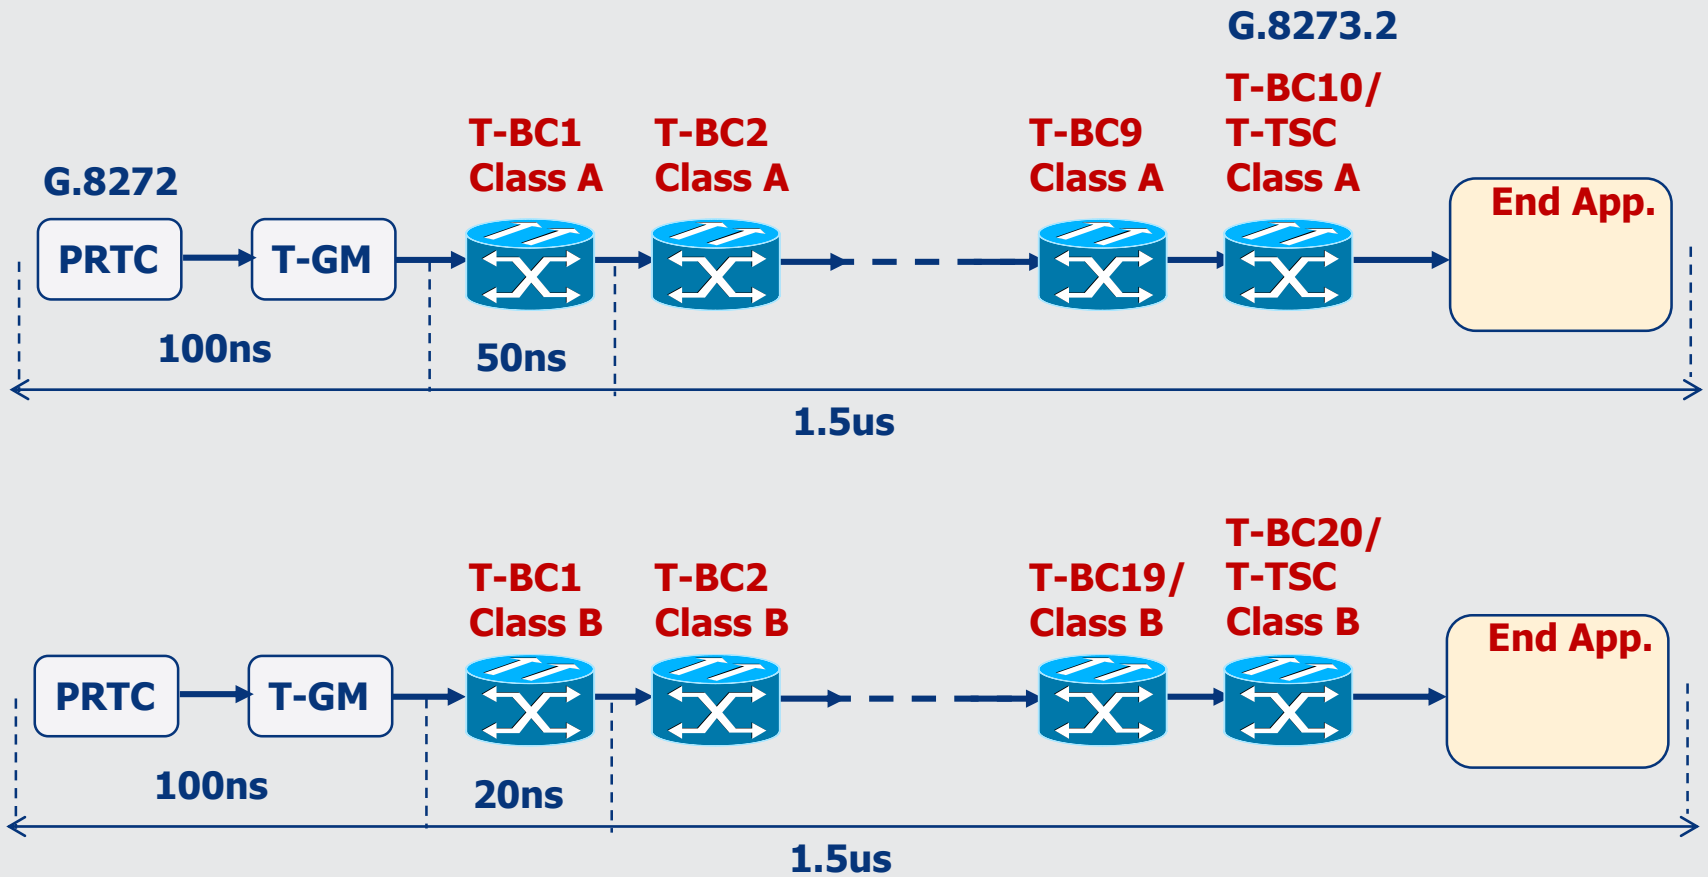 G.8273.2
T-BC10/
T-TSC
Class A
T-BC1
Class A
T-BC2
Class A
T-BC9
Class A
G.8272
End App.
PRTC
T-GM
100ns
50ns
1.5us
T-BC20/
T-TSC
Class B
T-BC1
Class B
T-BC2
Class B
T-BC19/
Class B
End App.
PRTC
T-GM
100ns
20ns
1.5us